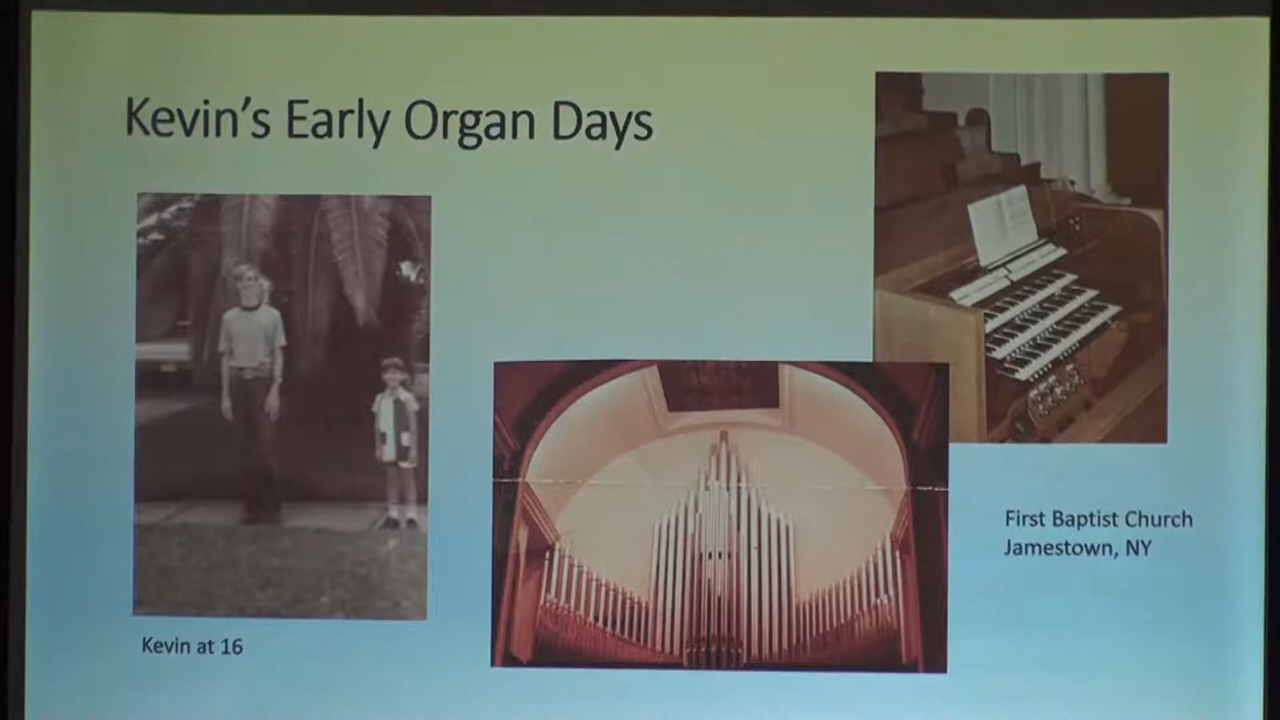 Kevin's Early Organ Days
Kevin at 16
First Baptist Church
Jamestown, NY